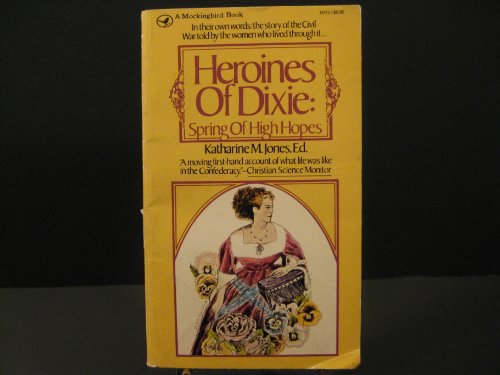 A Mockingbird Book
In their own words: the story of the Civil
War told by the women who lived through it...
Heroines
Of Dixie:
Spring Of High Hopes
Katharine M. Jones, Ed.
"A moving first-hand account of what life was like
in the Confederacy."-Christian Science Monitor